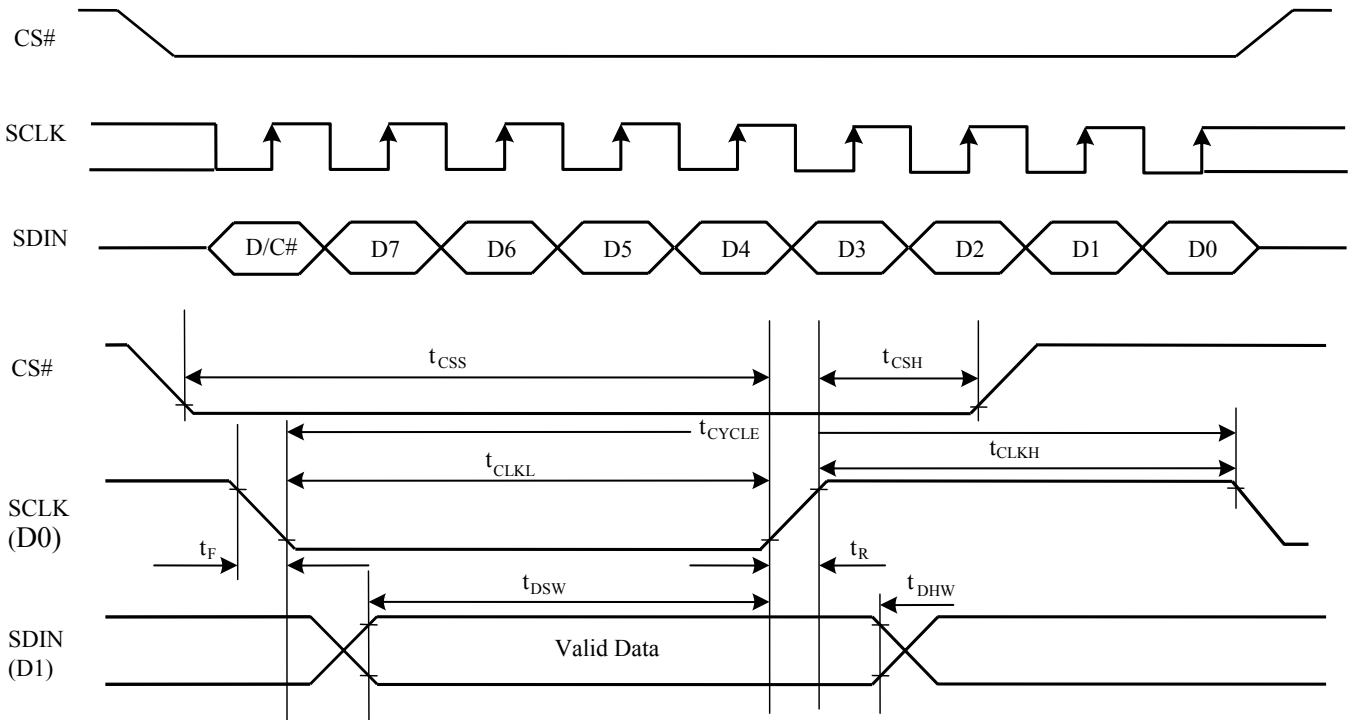 CS#
SCLK
SDIN
D/C# D7 D6 D5 D4 D3 D2 D1 D0
CS#
tCSS
tCSH
tCYCLE
tCLKL
tCLKH
SCLK
(D0)
tF
tR
tDSW
tDHW
SDIN
(D1)
Valid Data